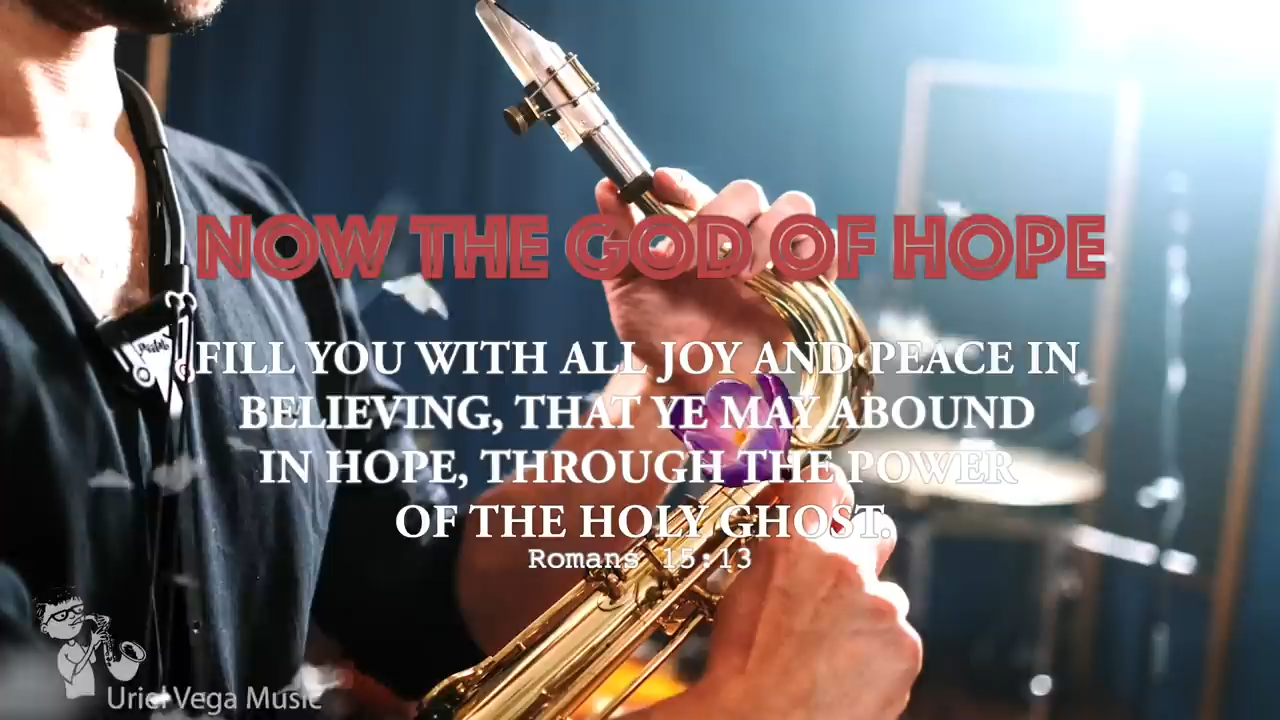 NOW THE GOD OF HOPE
FILL YOU WITH ALL JOY AND PEACE IN
BELIEVING, THAT YE MAY ABOUND
IN HOPE, THROUGH THE POWER
OF THE HOLY GHOST.
Romans 15:13
Uriel Vega Music